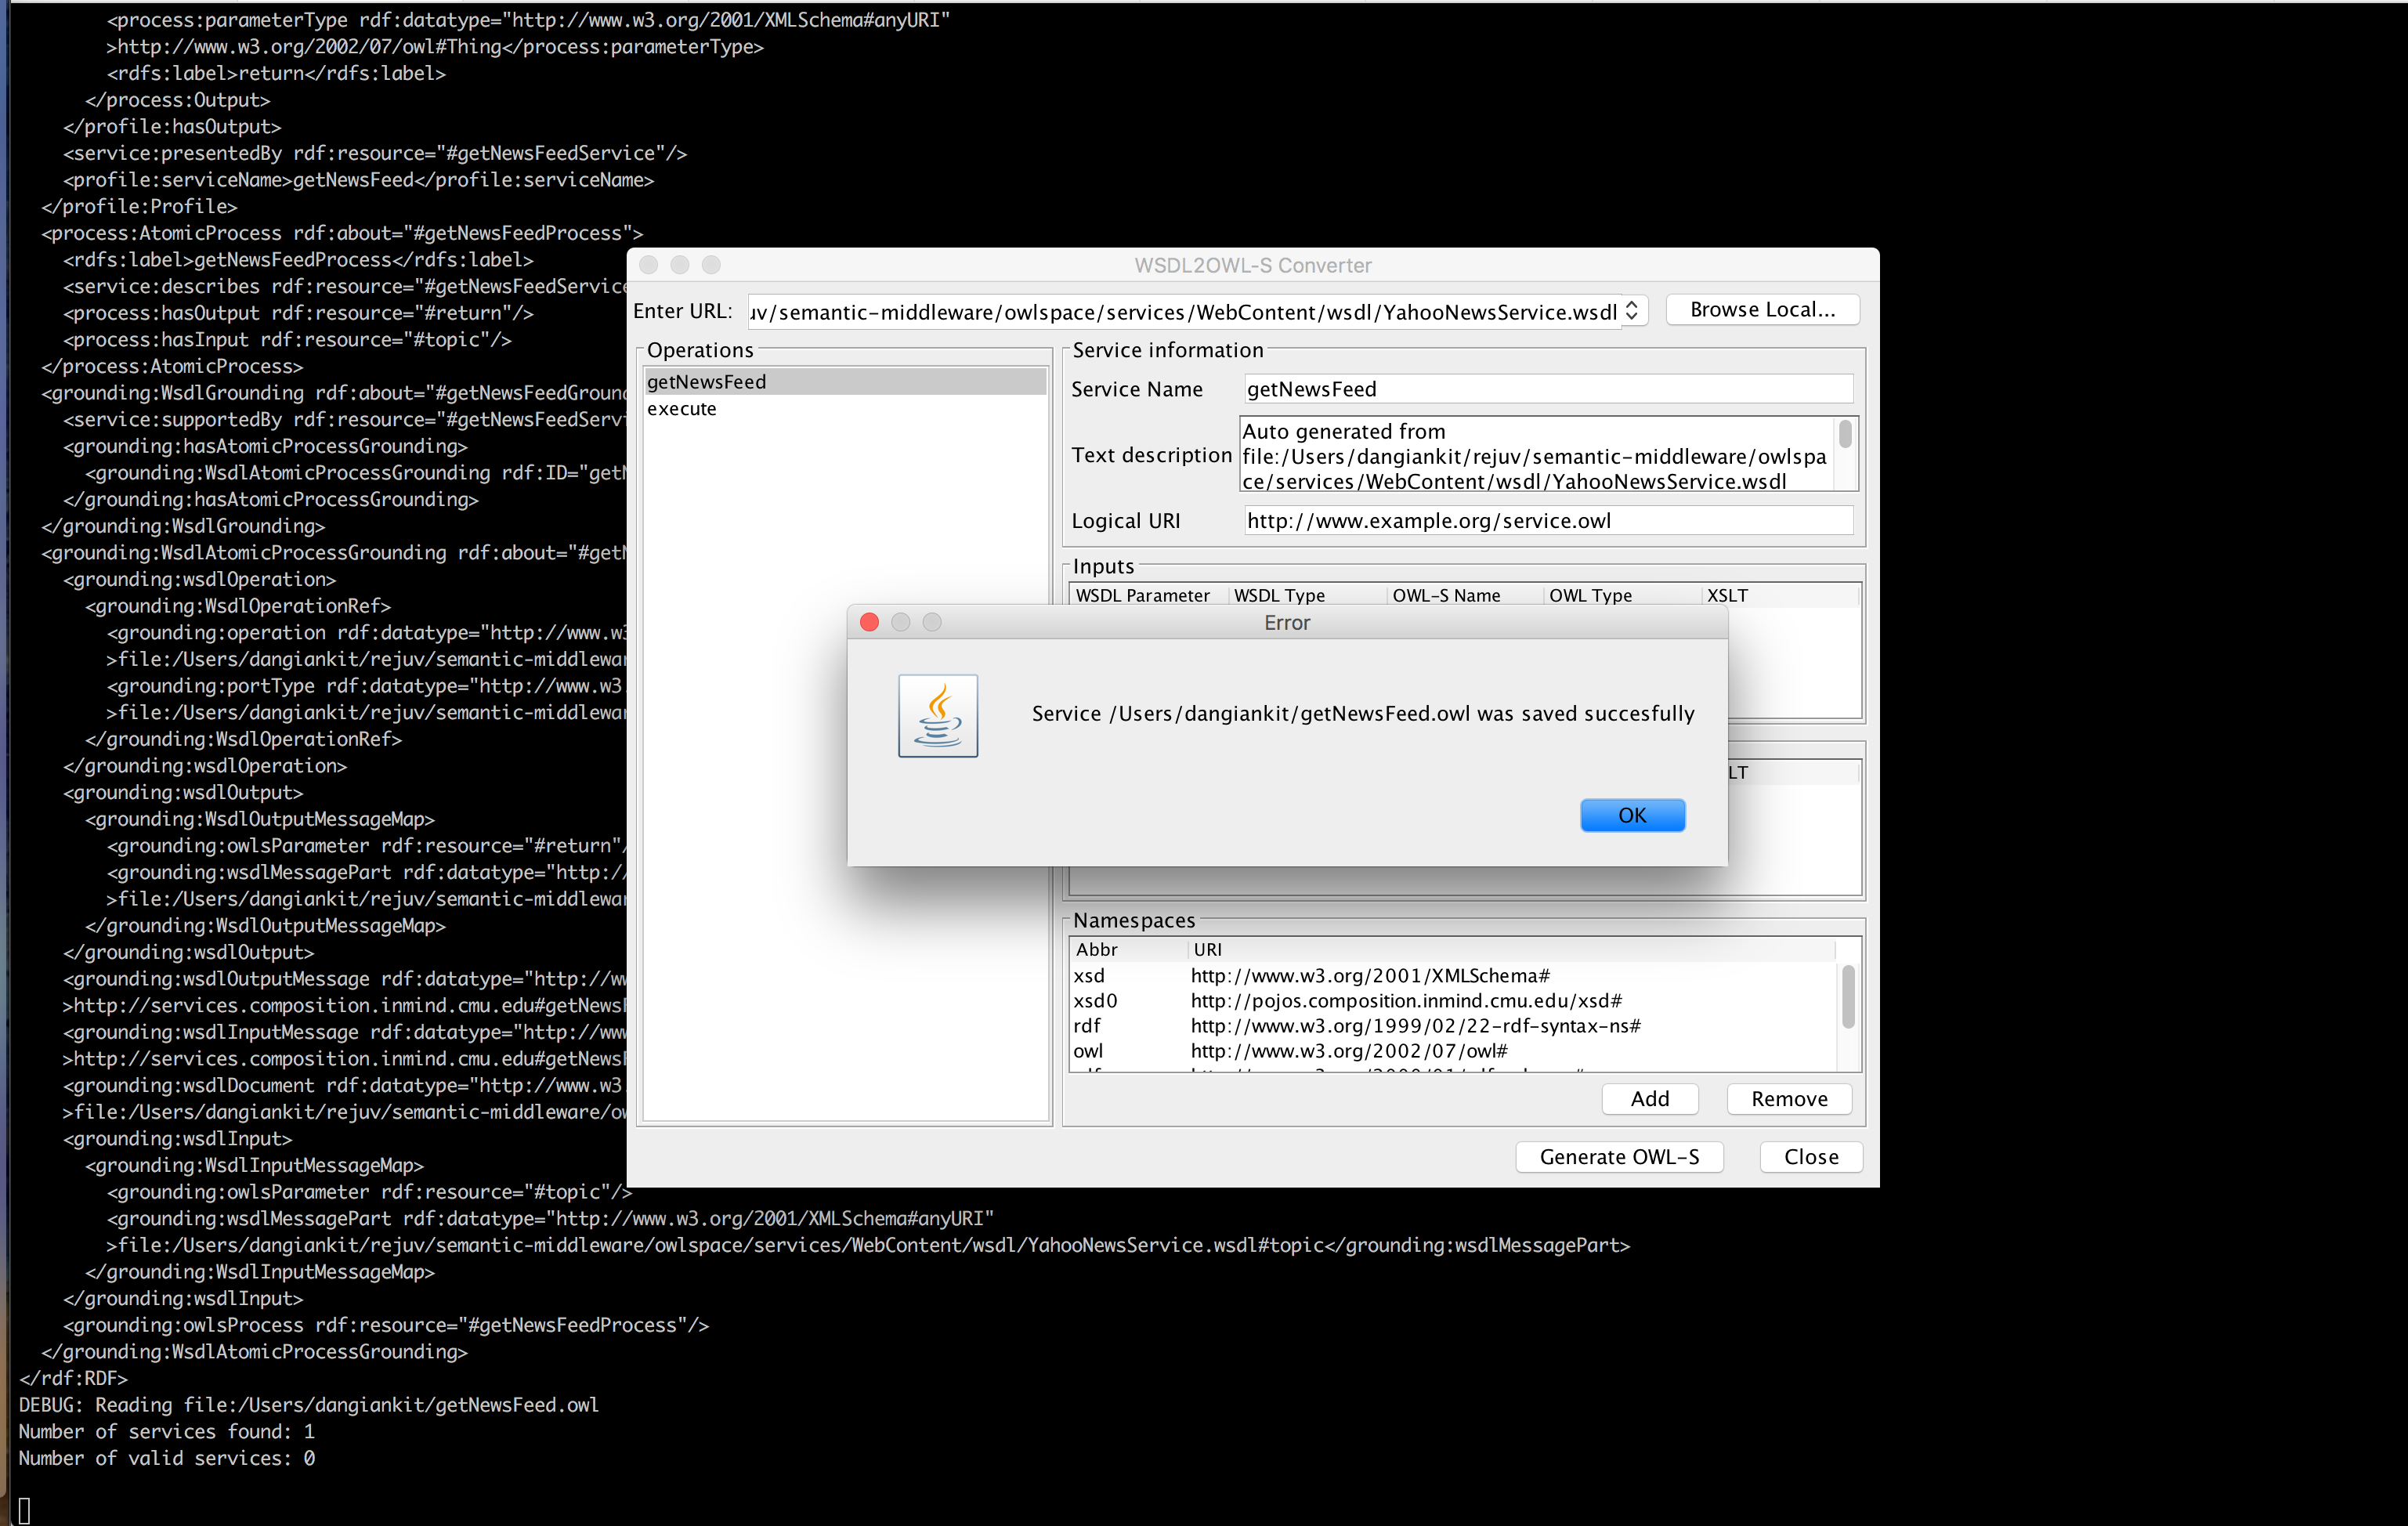 <process:parameterType rdf:datatype="http://www.w3.org/2001/XMLSchema#anyURI"
>http://www.w3.org/2002/07/owl#Thing</process:parameterType>
<rdfs:label>return</rdfs:label>
</process:Output>
</profile:hasOutput>
<service:presentedBy rdf:resource="#getNewsFeedService"/>
<profile:serviceName>getNewsFeed</profile:serviceName>
</profile:Profile>
<process:AtomicProcess rdf:about="#getNewsFeedProcess">
<rdfs:label>getNewsFeedProcess</rdfs:label>
<service:describes rdf:resource="#getNewsFeedService
<process:hasOutput rdf:resource="#return"/>
<process:hasInput rdf:resource="#topic"/>
</process:AtomicProcess>
<grounding:WsdlGrounding rdf:about="#getNewsFeedGround
<service:supportedBy rdf:resource="#getNewsFeedServi
<grounding:hasAtomicProcessGrounding>
<grounding:WsdlAtomicProcessGrounding rdf:ID="getN
</grounding:hasAtomicProcessGrounding>
</grounding:WsdlGrounding>
<grounding:WsdlAtomicProcessGrounding rdf:about="#getN
<grounding:wsdlOperation>
<grounding:WsdlOperationRef>
<grounding:operation rdf:datatype="http://www.w3
>file:/Users/dangiankit/rejuv/semantic-middlewar
<grounding:portType rdf:datatype="http://www.w3.
>file:/Users/dangiankit/rejuv/semantic-middlewar
</grounding:WsdlOperationRef>
</grounding:wsdlOperation>
<grounding:wsdlOutput>
<grounding:WsdlOutputMessageMap>
<grounding:owlsParameter rdf:resource="#return"/
<grounding:wsdlMessagePart rdf:datatype="http:/
>file:/Users/dangiankit/rejuv/semantic-middlewar
</grounding:WsdlOutputMessageMap>
</grounding:wsdlOutput>
<grounding:wsdlOutputMessage rdf:datatype="http://ww
>http://services.composition.inmind.cmu.edu#getNewsF
<grounding:wsdlInputMessage rdf:datatype="http://www
>http://services.composition.inmind.cmu.edu#getNewsF
<grounding:wsdlDocument rdf:datatype="http://www.w3.
>file:/Users/dangiankit/rejuv/semantic-middleware/ow
<grounding:wsdlInput>
<grounding:WsdlInputMessageMap>
<grounding:owlsParameter rdf:resource="#topic"/>
<grounding:wsdlMessagePart rdf:datatype="http://www.w3.org/2001/XMLSchema#anyURI"
>file:/Users/dangiankit/rejuv/semantic-middleware/owlspace/services/WebContent/wsdl/YahooNewsService.wsdl#topic</grounding:wsdlMessagePart>
</grounding:WsdlInputMessageMap>
</grounding:wsdlInput>
<grounding:owlsProcess rdf:resource="#getNewsFeedProcess"/>
</grounding:WsdlAtomicProcessGrounding>
</rdf:RDF>
DEBUG: Reading file:/Users/dangiankit/getNewsFeed.owl
Number of services found: 1
Number of valid services: 0
WSDL2OWL-S Converter
Enter URL: uv/semantic-middleware/owlspace/services/WebContent/wsdl/YahooNewsService.wsdl Browse Local...
Operations
getNewsFeed
execute
Service information
Service Name getNewsFeed
Text description Auto generated from
file:/Users/dangiankit/rejuv/semantic-middleware/owlspa
ce/services/WebContent/wsdl/YahooNewsService.wsdl
Logical URI http://www.example.org/service.owl
Inputs
WSDL Parameter WSDL Type OWL-S Name OWL Type XSLT
Error
Service /Users/dangiankit/getNewsFeed.owl was saved succesfully
OK
LT
Namespaces
Abbr URI
xsd http://www.w3.org/2001/XMLSchema#
xsd0 http://pojos.composition.inmind.cmu.edu/xsd#
rdf http://www.w3.org/1999/02/22-rdf-syntax-ns#
owl http://www.w3.org/2002/07/owl#
Add Remove
Generate OWL-S Close